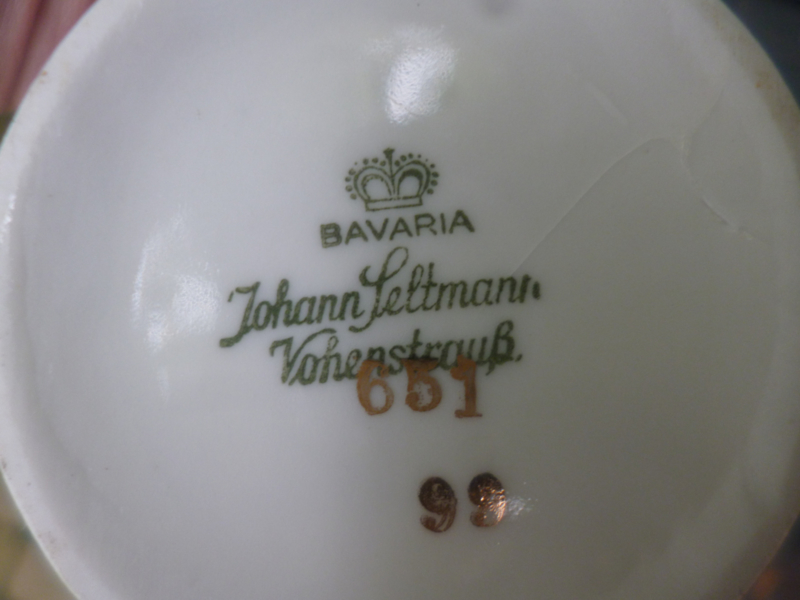 BAVARIA
Johann Seltmann
Vohenstrauß.
651
99